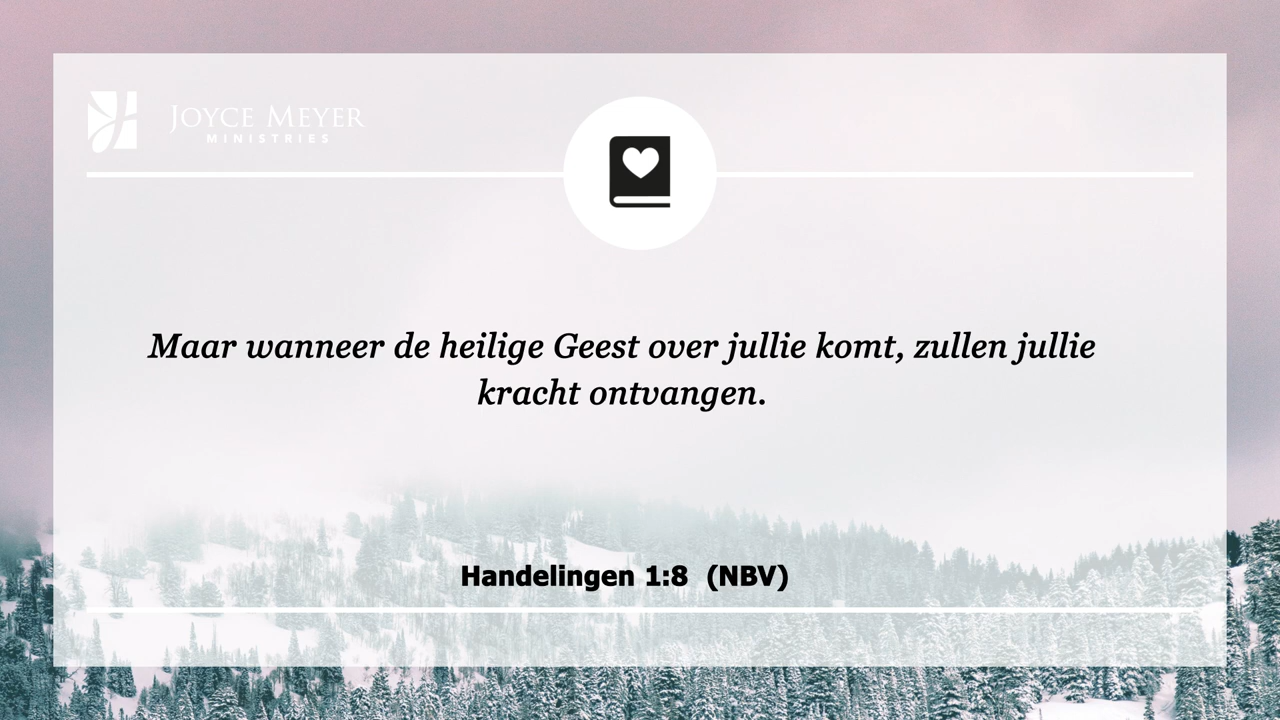 JOYCE MEYER
MINISTRIES
Maar wanneer de heilige Geest over jullie komt, zullen jullie
kracht ontvangen.
Handelingen 1:8  (NBV)